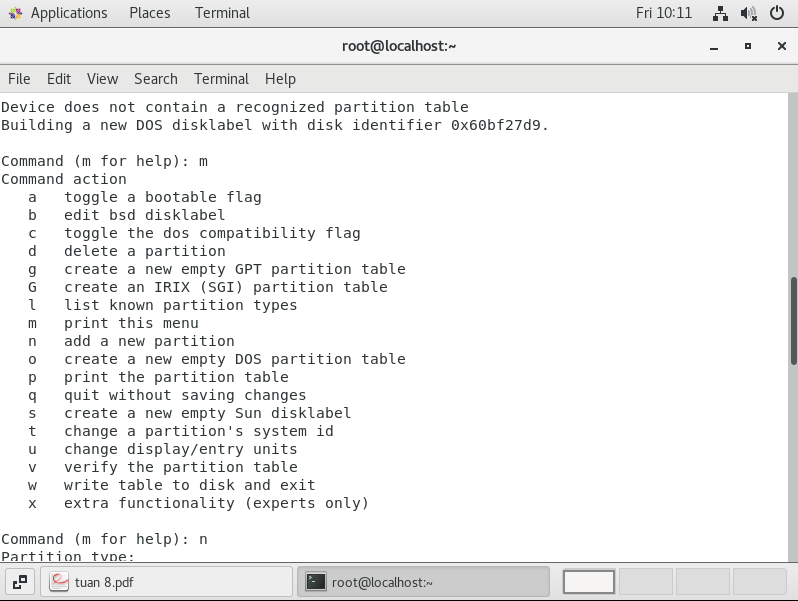 Applications Places Terminal Fri 10:11
root@localhost:~
File Edit View Search Terminal Help
Device does not contain a recognized partition table
Building a new DOS disklabel with disk identifier 0x60bf27d9.
Command (m for help): m
Command action
a toggle a bootable flag
b edit bsd disklabel
c toggle the dos compatibility flag
d delete a partition
g create a new empty GPT partition table
G create an IRIX (SGI) partition table
l list known partition types
m print this menu
n add a new partition
o create a new empty DOS partition table
p print the partition table
q quit without saving changes
s create a new empty Sun disklabel
t change a partition's system id
u change display/entry units
v verify the partition table
w write table to disk and exit
x extra functionality (experts only)
Command (m for help): n
Partition type:
tuan 8.pdf root@localhost:~